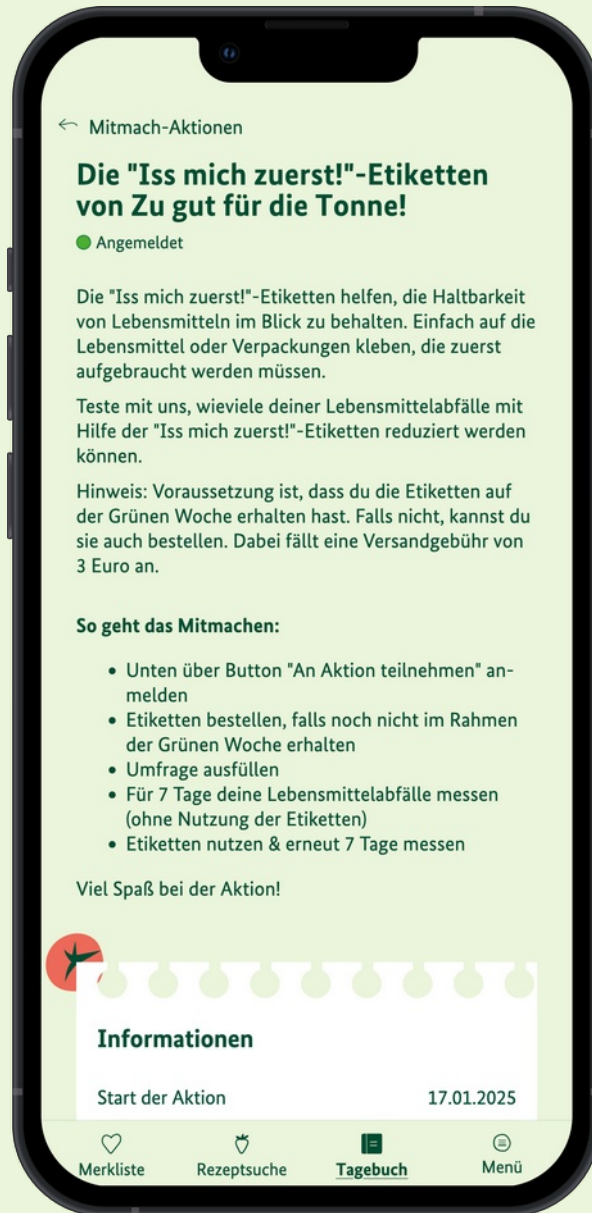 Mitmach-Aktionen
Die "Iss mich zuerst!"-Etiketten
von Zu gut für die Tonne!
Angemeldet
Die "Iss mich zuerst!"-Etiketten helfen, die Haltbarkeit
von Lebensmitteln im Blick zu behalten. Einfach auf die
Lebensmittel oder Verpackungen kleben, die zuerst
aufgebraucht werden müssen.
Teste mit uns, wieviele deiner Lebensmittelabfälle mit
Hilfe der "Iss mich zuerst!"-Etiketten reduziert werden
können.
Hinweis: Voraussetzung ist, dass du die Etiketten auf
der Grünen Woche erhalten hast. Falls nicht, kannst du
sie auch bestellen. Dabei fällt eine Versandgebühr von
3 Euro an.
So geht das Mitmachen:
• Unten über Button "An Aktion teilnehmen" an-
melden
• Etiketten bestellen, falls noch nicht im Rahmen
der Grünen Woche erhalten
• Umfrage ausfüllen
• Für 7 Tage deine Lebensmittelabfälle messen
(ohne Nutzung der Etiketten)
• Etiketten nutzen & erneut 7 Tage messen
Viel Spaß bei der Aktion!
Informationen
Start der Aktion 17.01.2025
Merkliste Rezeptsuche Tagebuch Menü